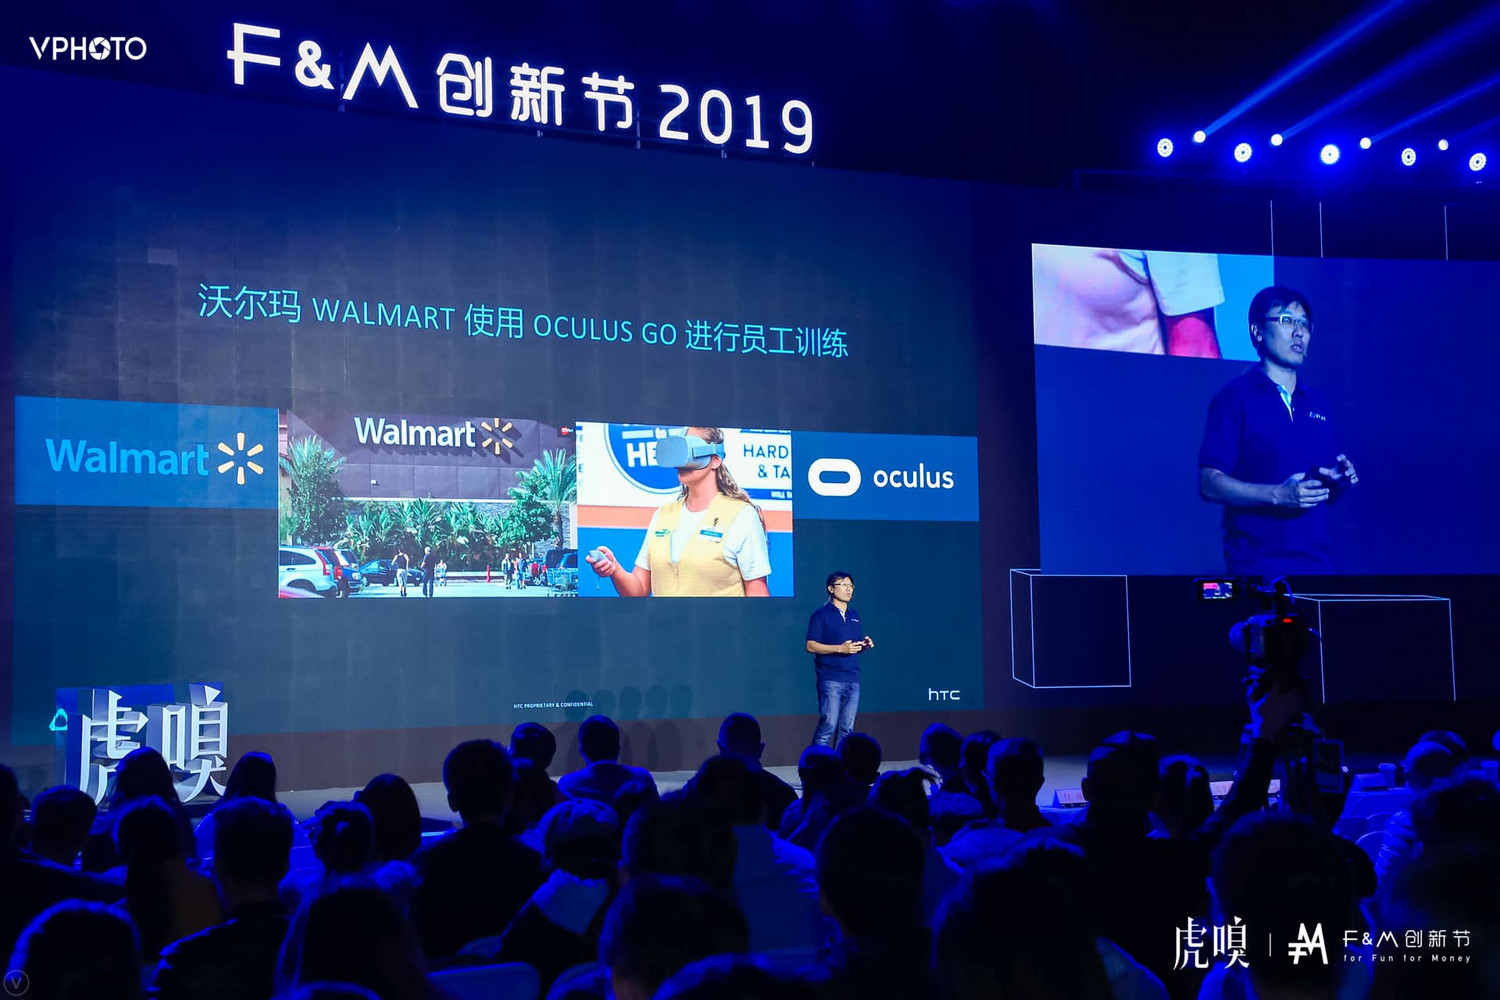 VPHOTO
F&M 创新节 2019
沃尔玛 WALMART 使用 OCULUS GO 进行员工训练
Walmart
Walmart
HE
HARD
& TA
oculus
HTC PROPRIETARY & CONFIDENTIAL
hTC
虎嗅
虎嗅 | F&M 创新节
for Fun for Money
V